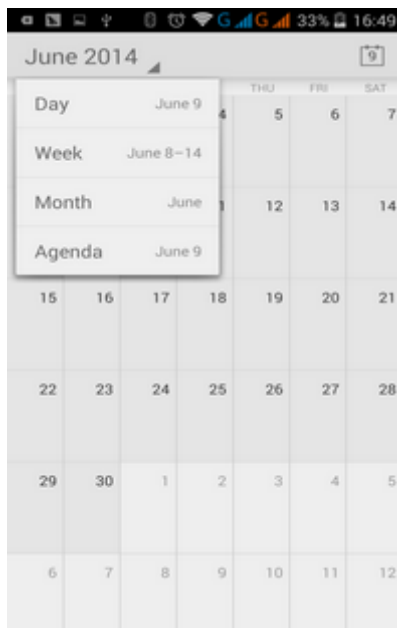 G G 33% 16:49
June 2014 9
THU FRI SAT
Day June 9
4 5 6 7
Week June 8–14
Month June
1 12 13 14
Agenda June 9
15 16 17 18 19 20 21
22 23 24 25 26 27 28
29 30 1 2 3 4 5
6 7 8 9 10 11 12